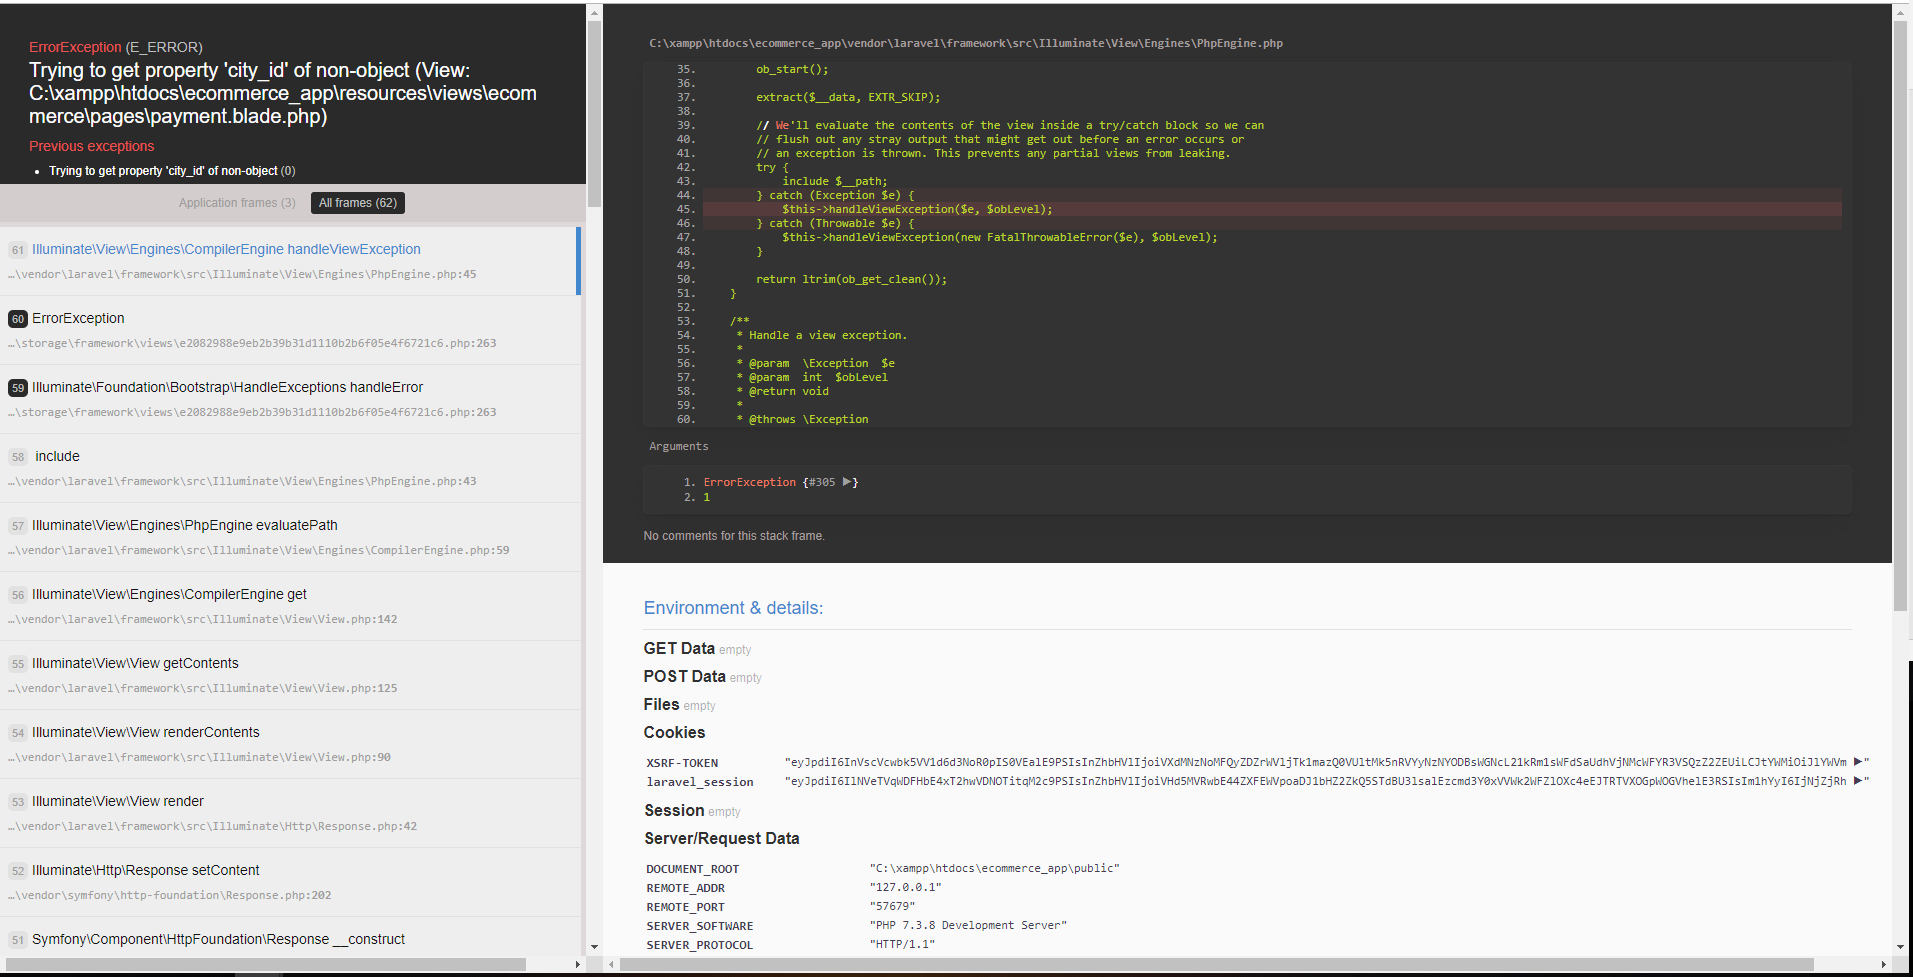 ErrorException (E_ERROR)
Trying to get property 'city_id' of non-object (View:
C:\xampp\htdocs\ecommerce_app\resources\views\ecom
merce\pages\payment.blade.php)
Previous exceptions
• Trying to get property 'city_id' of non-object (0)
Application frames (3) All frames (62)
61 Illuminate\View\Engines\CompilerEngine handleViewException
…\vendor\laravel\framework\src\Illuminate\View\Engines\PhpEngine.php:45
60 ErrorException
…\storage\framework\views\e2082988e9eb2b39b31d1110b2b6f05e4f6721c6.php:263
59 Illuminate\Foundation\Bootstrap\HandleExceptions handleError
…\storage\framework\views\e2082988e9eb2b39b31d1110b2b6f05e4f6721c6.php:263
58 include
…\vendor\laravel\framework\src\Illuminate\View\Engines\PhpEngine.php:43
57 Illuminate\View\Engines\PhpEngine evaluatePath
…\vendor\laravel\framework\src\Illuminate\View\Engines\CompilerEngine.php:59
56 Illuminate\View\Engines\CompilerEngine get
…\vendor\laravel\framework\src\Illuminate\View\View.php:142
55 Illuminate\View\View getContents
…\vendor\laravel\framework\src\Illuminate\View\View.php:125
54 Illuminate\View\View renderContents
…\vendor\laravel\framework\src\Illuminate\View\View.php:90
53 Illuminate\View\View render
…\vendor\laravel\framework\src\Illuminate\Http\Response.php:42
52 Illuminate\Http\Response setContent
…\vendor\symfony\http-foundation\Response.php:202
51 Symfony\Component\HttpFoundation\Response __construct
C:\xampp\htdocs\ecommerce_app\vendor\laravel\framework\src\Illuminate\View\Engines\PhpEngine.php
35. ob_start();
36.
37. extract($__data, EXTR_SKIP);
38.
39. // We'll evaluate the contents of the view inside a try/catch block so we can
40. // flush out any stray output that might get out before an error occurs or
41. // an exception is thrown. This prevents any partial views from leaking.
42. try {
43. include $__path;
44. } catch (Exception $e) {
45. $this->handleViewException($e, $obLevel);
46. } catch (Throwable $e) {
47. $this->handleViewException(new FatalThrowableError($e), $obLevel);
48. }
49.
50. return ltrim(ob_get_clean());
51. }
52.
53. /**
54. * Handle a view exception.
55. *
56. * @param \Exception $e
57. * @param int $obLevel
58. * @return void
59. *
60. * @throws \Exception
Arguments
1. ErrorException {#305 ▶}
2. 1
No comments for this stack frame.
Environment & details:
GET Data empty
POST Data empty
Files empty
Cookies
XSRF-TOKEN
laravel_session
Session empty
Server/Request Data
DOCUMENT_ROOT "C:\xampp\htdocs\ecommerce_app\public"
REMOTE_ADDR "127.0.0.1"
REMOTE_PORT "57679"
SERVER_SOFTWARE "PHP 7.3.8 Development Server"
SERVER_PROTOCOL "HTTP/1.1"